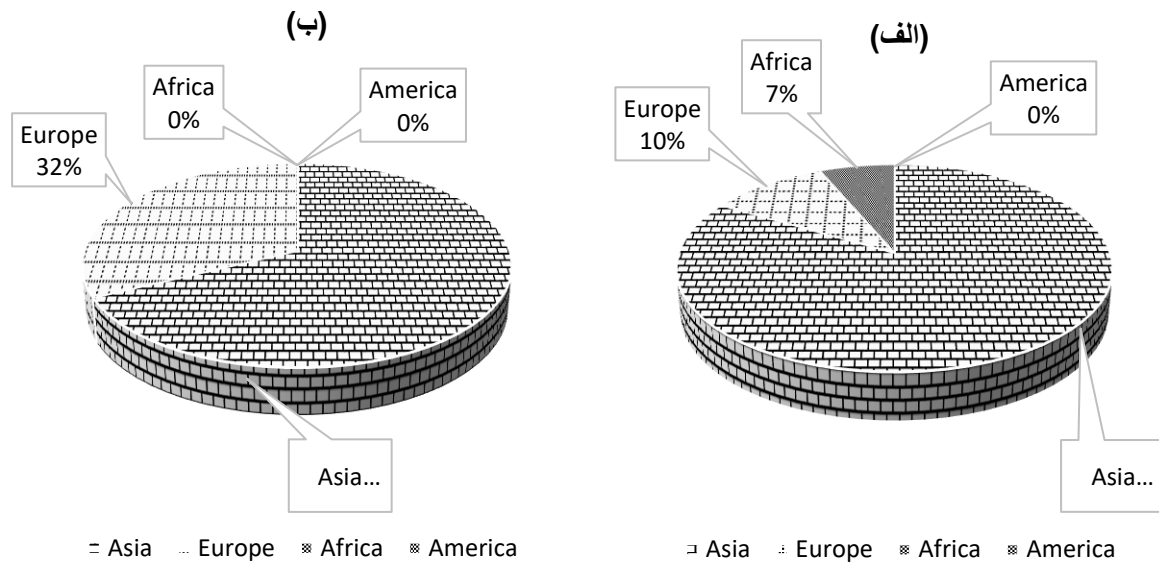 (ب)
Africa
0%
America
0%
Europe
32%
Asia...
Asia Europe Africa America
(الف)
Africa
7%
America
0%
Europe
10%
Asia...
Asia Europe Africa America